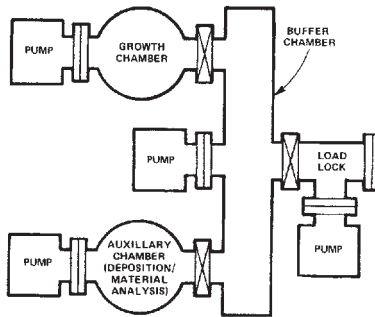 PUMP
GROWTH
CHAMBER
BUFFER
CHAMBER
PUMP
LOAD
LOCK
PUMP
AUXILLARY
CHAMBER
(DEPOSITION/
MATERIAL
ANALYSIS)
PUMP